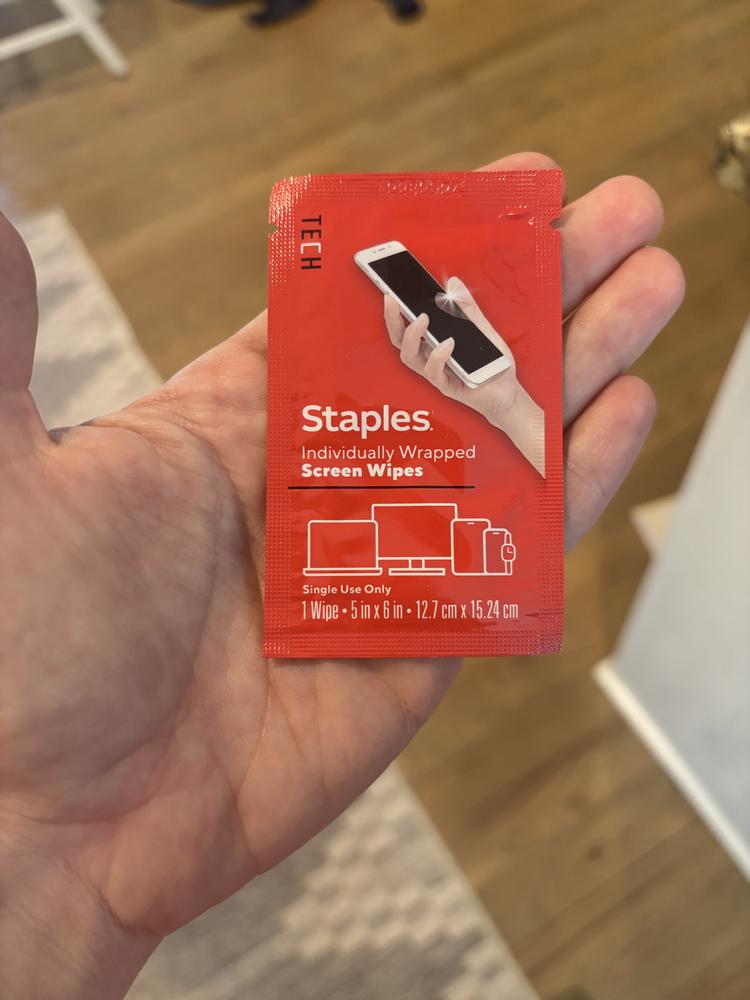 TECH
Staples.
Individually Wrapped
Screen Wipes
Single Use Only
1 Wipe • 5 in x 6 in • 12.7 cm x 15.24 cm